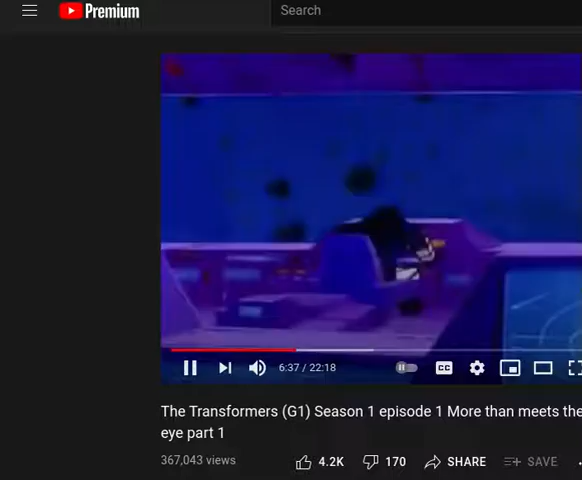 Premium
Search
6:37 / 22:18
CC
The Transformers (G1) Season 1 episode 1 More than meets the
eye part 1
367,043 views
4.2K
170
SHARE
SAVE